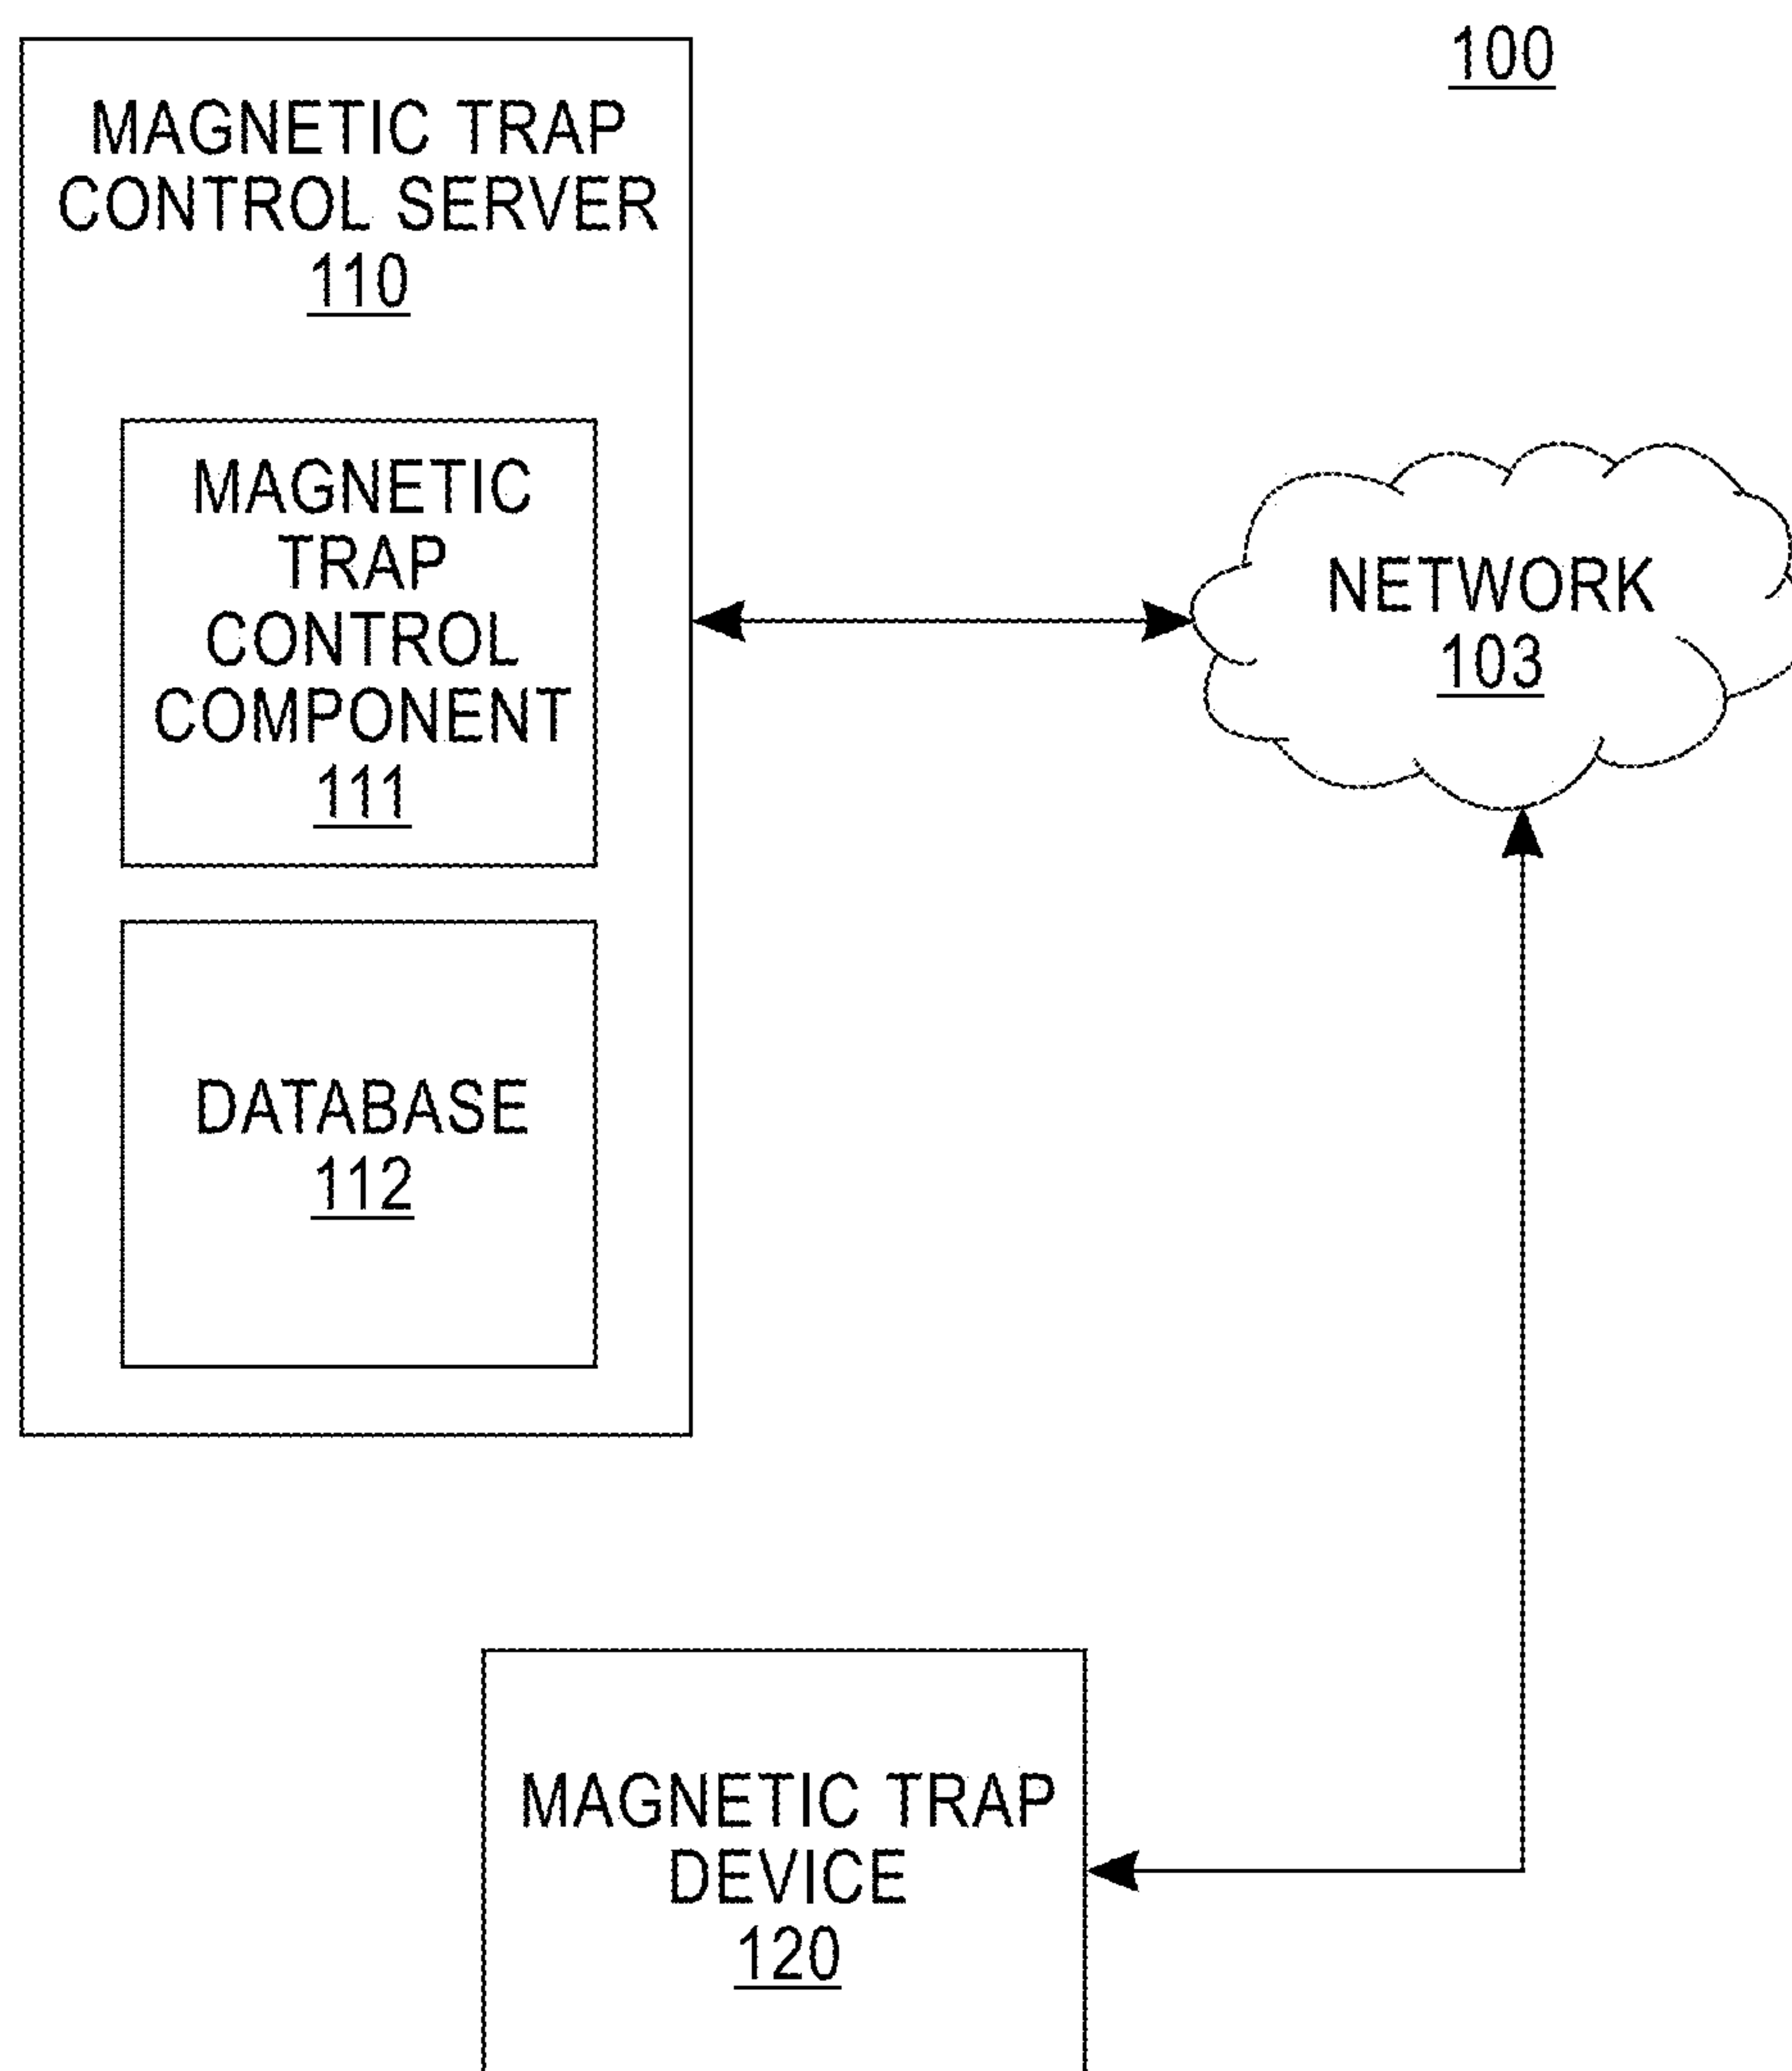 100
MAGNETIC TRAP
CONTROL SERVER
110
MAGNETIC
TRAP
CONTROL
COMPONENT
111
DATABASE
112
NETWORK
103
MAGNETIC TRAP
DEVICE
120